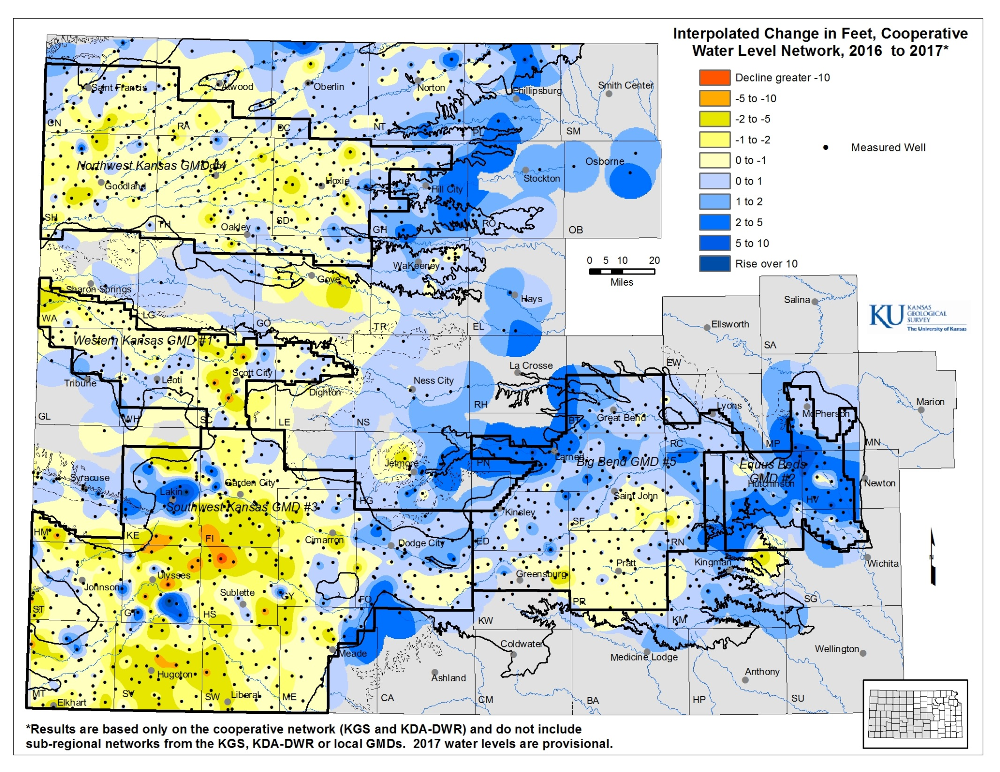 Interpolated Change in Feet, Cooperative
Water Level Network, 2016 to 2017*
Decline greater -10
-5 to -10
-2 to -5
-1 to -2
0 to -1
0 to 1
1 to 2
2 to 5
5 to 10
Rise over 10
Measured Well
0 5 10 20
Miles
KU KANSAS
GEOLOGICAL
SURVEY
The University of Kansas
Saint Francis
Atwood
Oberlin
Norton
Phillipsburg
Smith Center
CN
RA
DC
NT
PL
SM
Northwest Kansas GMD #4
Goodland
Hoxie
Hill City
Stockton
Osborne
SH
TH
Oakley
SD
GH
RO
OB
WaKeeney
Gove
Hays
Sharon Springs
WA
LG
GO
TR
EL
Salina
Ellsworth
SA
Western Kansas GMD #1
Tribune
Leoti
Scott City
Dighton
Ness City
La Crosse
EW
Lyons
McPherson
Marion
GL
WH
SC
LE
NS
RH
BT
Great Bend
RC
MP
MN
Syracuse
Lakin
Garden City
Jetmore
PN
Larned
Big Bend GMD #5
Equus Beds
GMD #2
Hutchinson
Newton
Southwest Kansas GMD #3
HG
Kinsley
Saint John
HV
HM
KE
FI
Cimarron
Dodge City
ED
SF
RN
Ulysses
Johnson
Sublette
GY
Greensburg
Pratt
Kingman
Wichita
N
ST
GT
HS
FO
KW
PR
KM
SG
Meade
Coldwater
Medicine Lodge
Wellington
Hugoton
Ashland
Anthony
MT
Elkhart
SV
SW
Liberal
ME
CA
CM
BA
HP
SU
*Results are based only on the cooperative network (KGS and KDA-DWR) and do not include
sub-regional networks from the KGS, KDA-DWR or local GMDs. 2017 water levels are provisional.